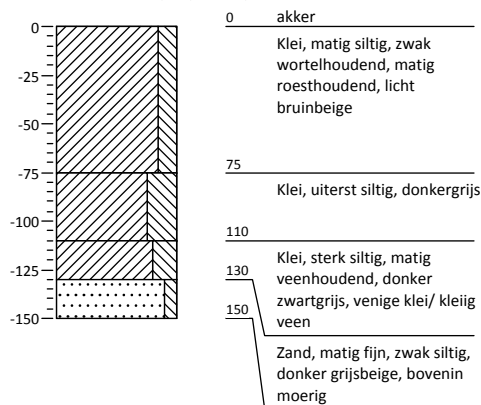 0
-25
-50
-75
-100
-125
-150
0 akker
Klei, matig siltig, zwak
wortelhoudend, matig
roesthoudend, licht
bruinbeige
75
Klei, uiterst siltig, donkergrijs
110
Klei, sterk siltig, matig
veenhoudend, donker
zwartgrijs, venige klei/ kleiig
veen
130
150
Zand, matig fijn, zwak siltig,
donker grijsbeige, bovenin
moerig